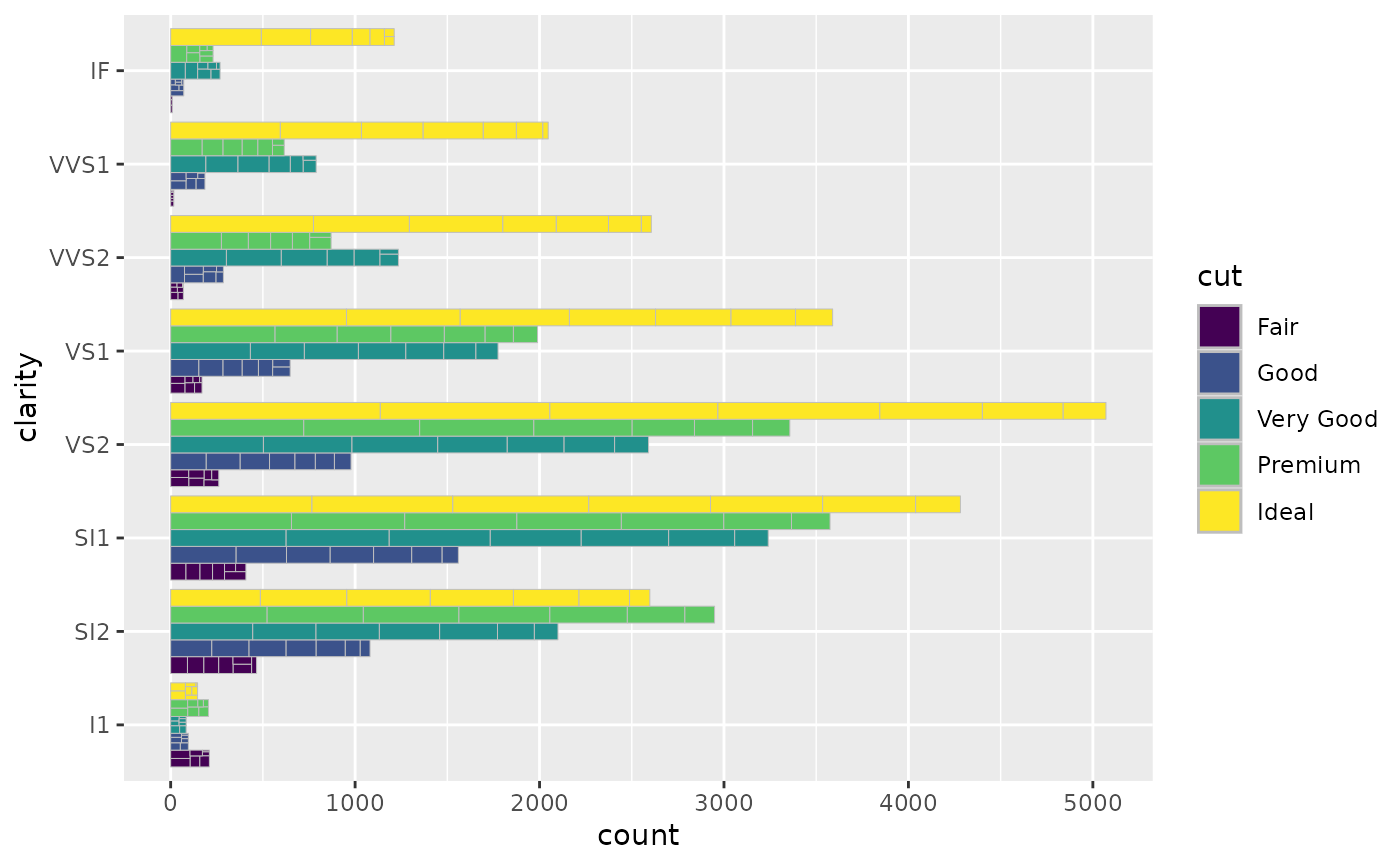 IF
VVS1
VVS2
VS1
VS2
SI1
SI2
I1
clarity
0 1000 2000 3000 4000 5000
count
cut
Fair
Good
Very Good
Premium
Ideal